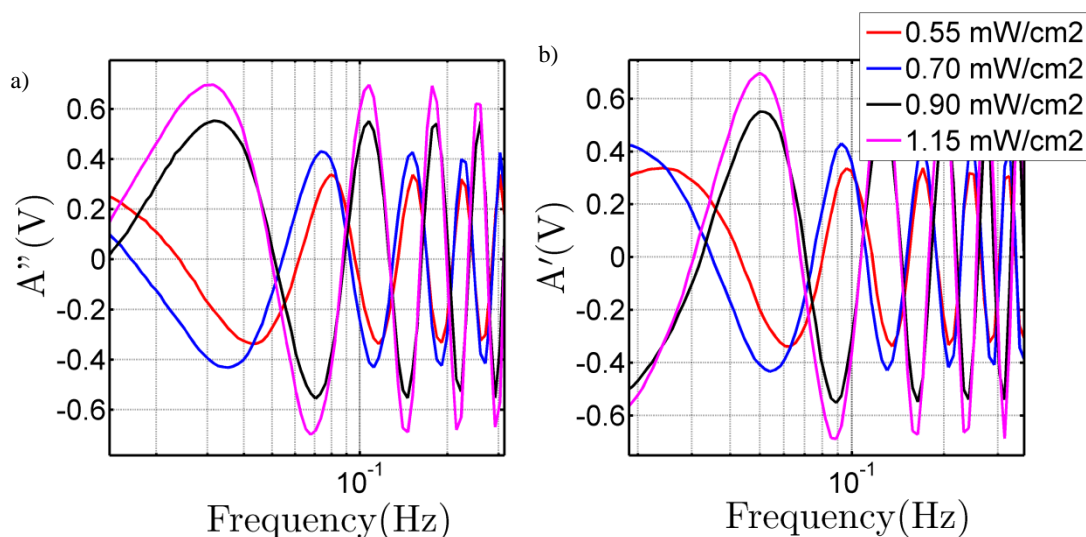 a)
A''(V)
0.6
0.4
0.2
0
-0.2
-0.4
-0.6
10^-1
Frequency(Hz)
b)
A'(V)
0.6
0.4
0.2
0
-0.2
-0.4
-0.6
10^-1
Frequency(Hz)
0.55 mW/cm2
0.70 mW/cm2
0.90 mW/cm2
1.15 mW/cm2